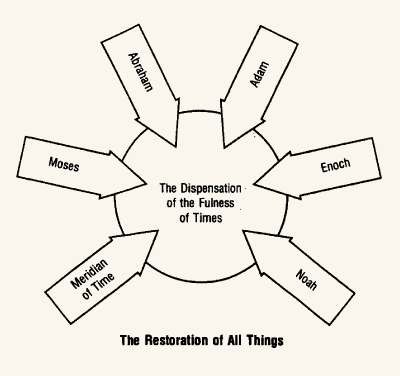 Abraham
Adam
Moses
Enoch
The Dispensation
of the Fulness
of Times
Meridian
of Time
Noah
The Restoration of All Things